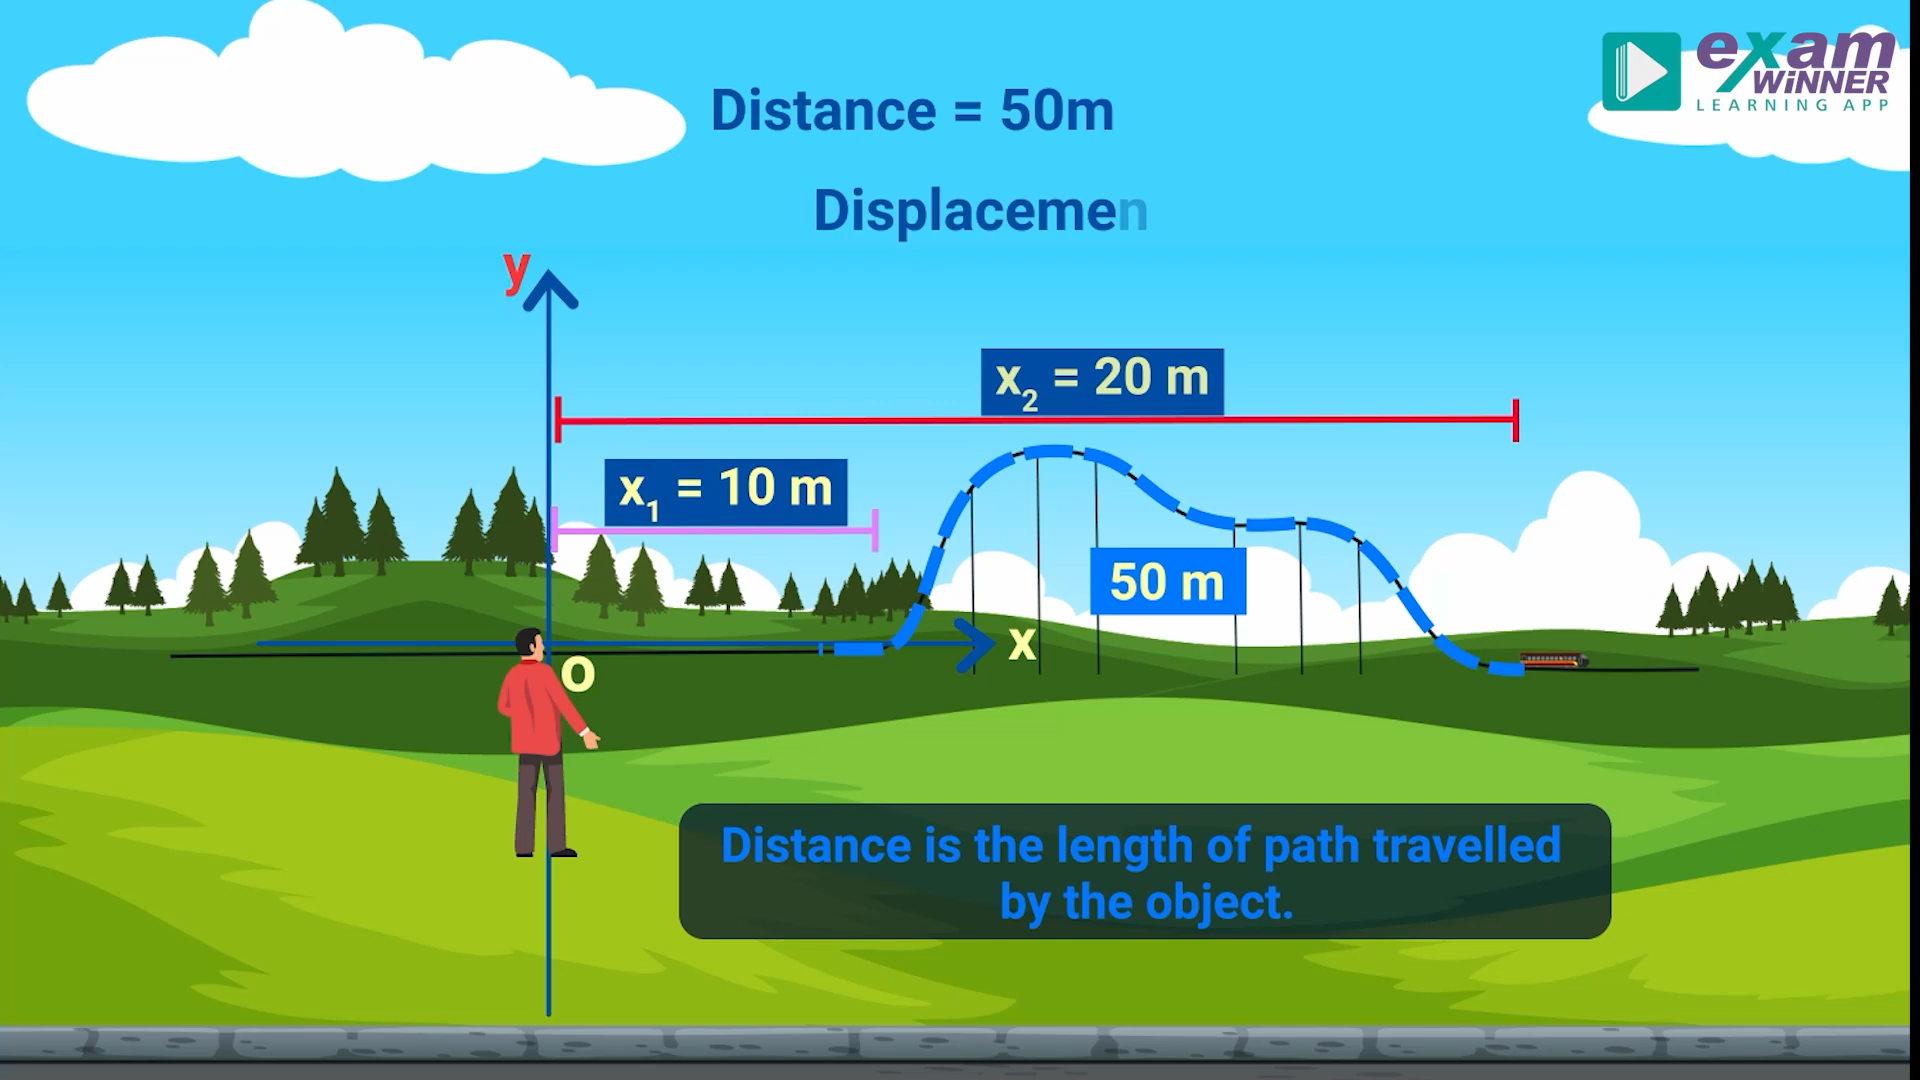 exam
WiNNER
LEARNING APP
Distance = 50m
Displacemen
y
x₂ = 20 m
x₁ = 10 m
50 m
x
O
Distance is the length of path travelled
by the object.